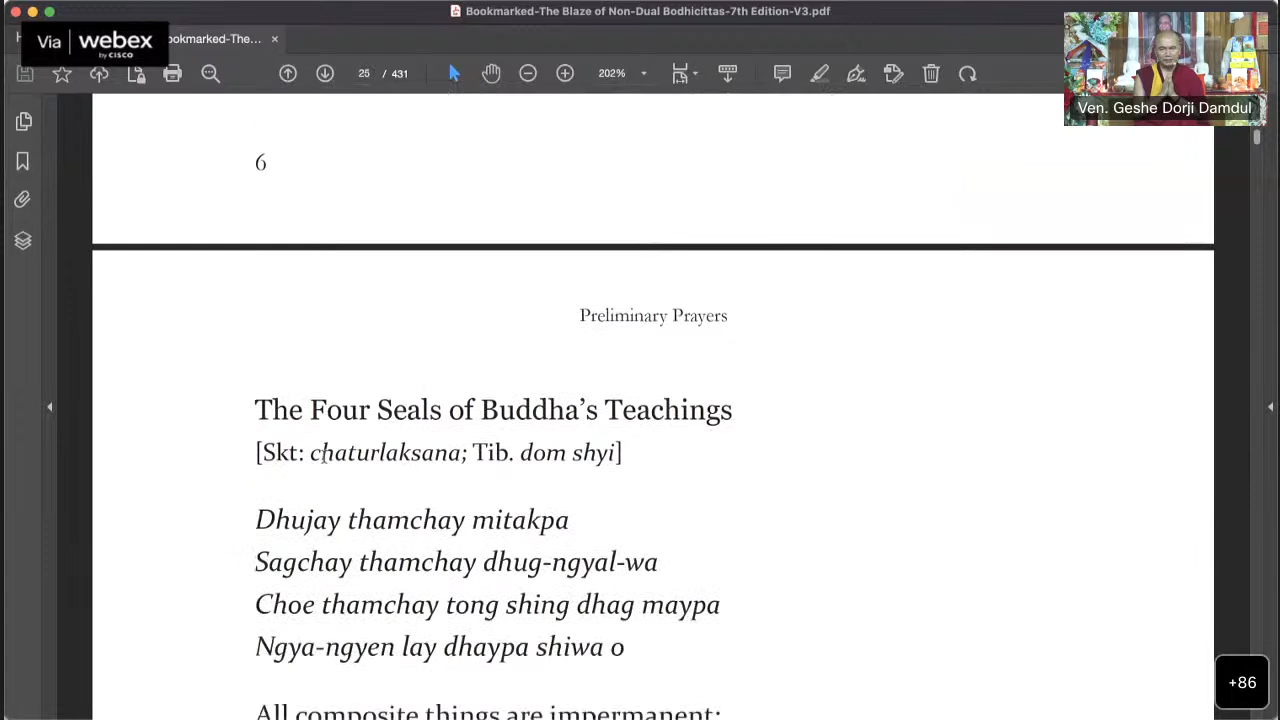 Bookmarked-The Blaze of Non-Dual Bodhicittas-7th Edition-V3.pdf
Via webex
by CISCO
ookmarked-The...
25 / 431
202%
Ven. Geshe Dorji Damdul
6
Preliminary Prayers
The Four Seals of Buddha's Teachings
[Skt: chaturlaksana; Tib. dom shyi]
Dhujay thamchay mitakpa
Sagchay thamchay dhug-ngyal-wa
Choe thamchay tong shing dhag maypa
Ngya-ngyen lay dhaypa shiwa o
All composite things are impermanent;
+86